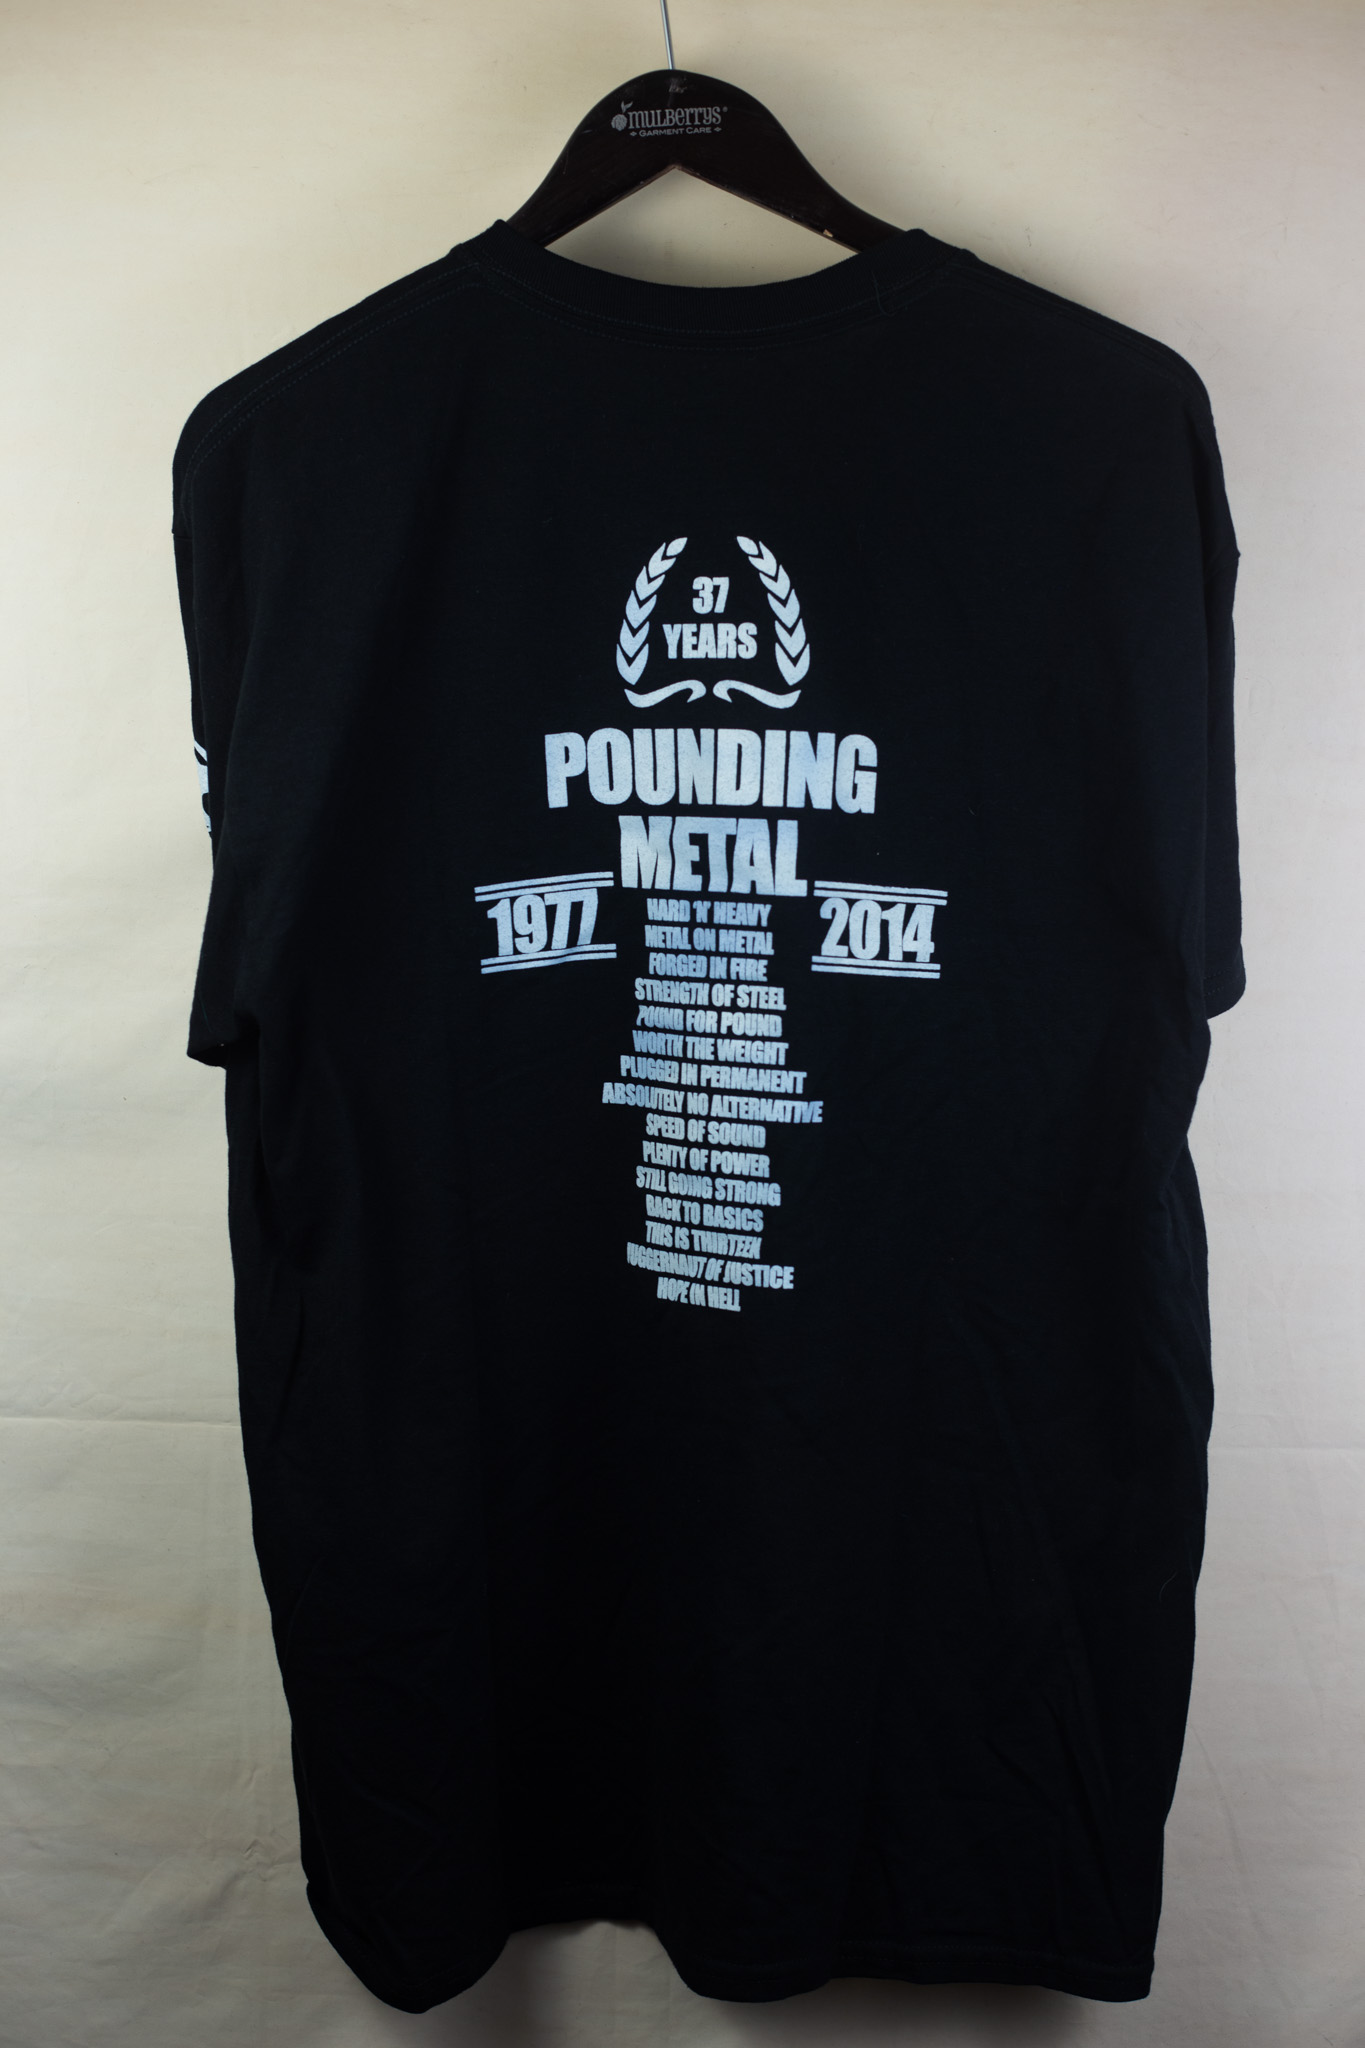 mulberrys
GARMENT CARE
37
YEARS
POUNDING
METAL
1977
2014
HARD 'N' HEAVY
METAL ON METAL
FORGED IN FIRE
STRENGTH OF STEEL
POUND FOR POUND
WORTH THE WEIGHT
PLUGGED IN PERMANENT
ABSOLUTELY NO ALTERNATIVE
SPEED OF SOUND
PLENTY OF POWER
STILL GOING STRONG
BACK TO BASICS
THIS IS THIRTEEN
JUGGERNAUT OF JUSTICE
HOPE IN HELL